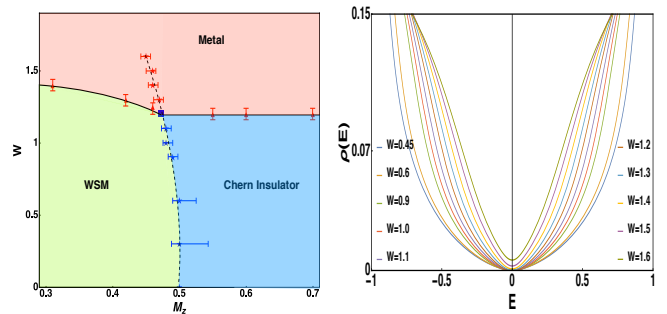 Metal
1.5
1
W
WSM
Chern Insulator
0.5
0
0.3
0.4
0.5
0.6
0.7
Mz
0.15
ρ(E)
0.07
W=0.45
W=1.2
W=0.6
W=1.3
W=0.9
W=1.4
W=1.0
W=1.5
W=1.1
W=1.6
0
-1
-0.5
0
0.5
1
E